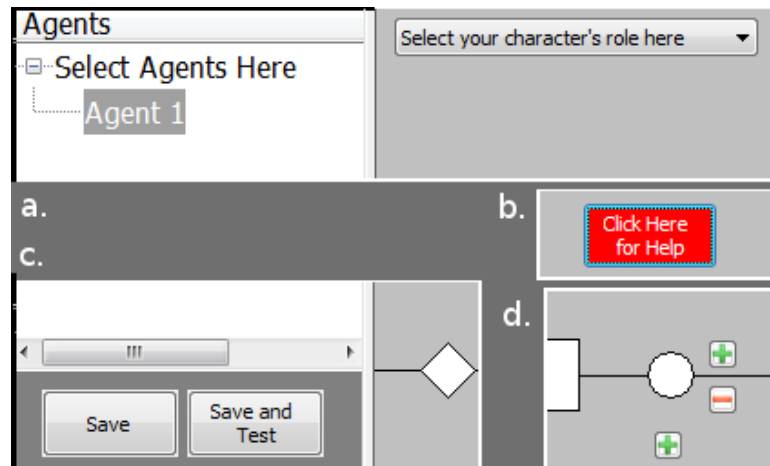 Agents
Select your character's role here
Select Agents Here
Agent 1
a.
b.
Click Here
for Help
c.
d.
Save
Save and
Test